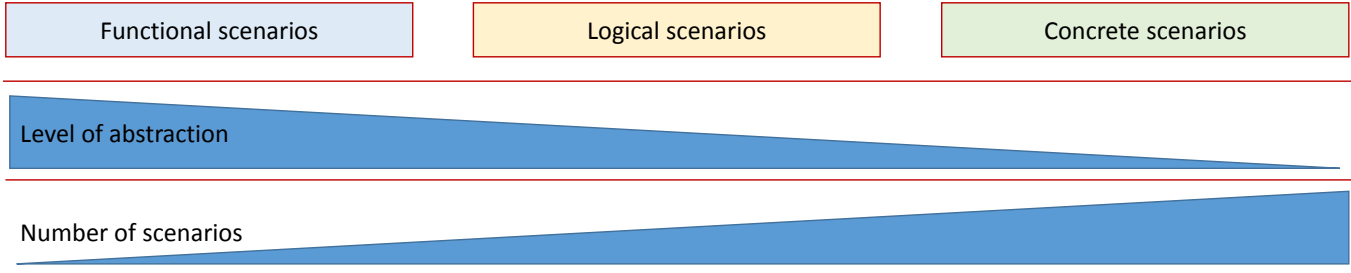 Functional scenarios
Logical scenarios
Concrete scenarios
Level of abstraction
Number of scenarios